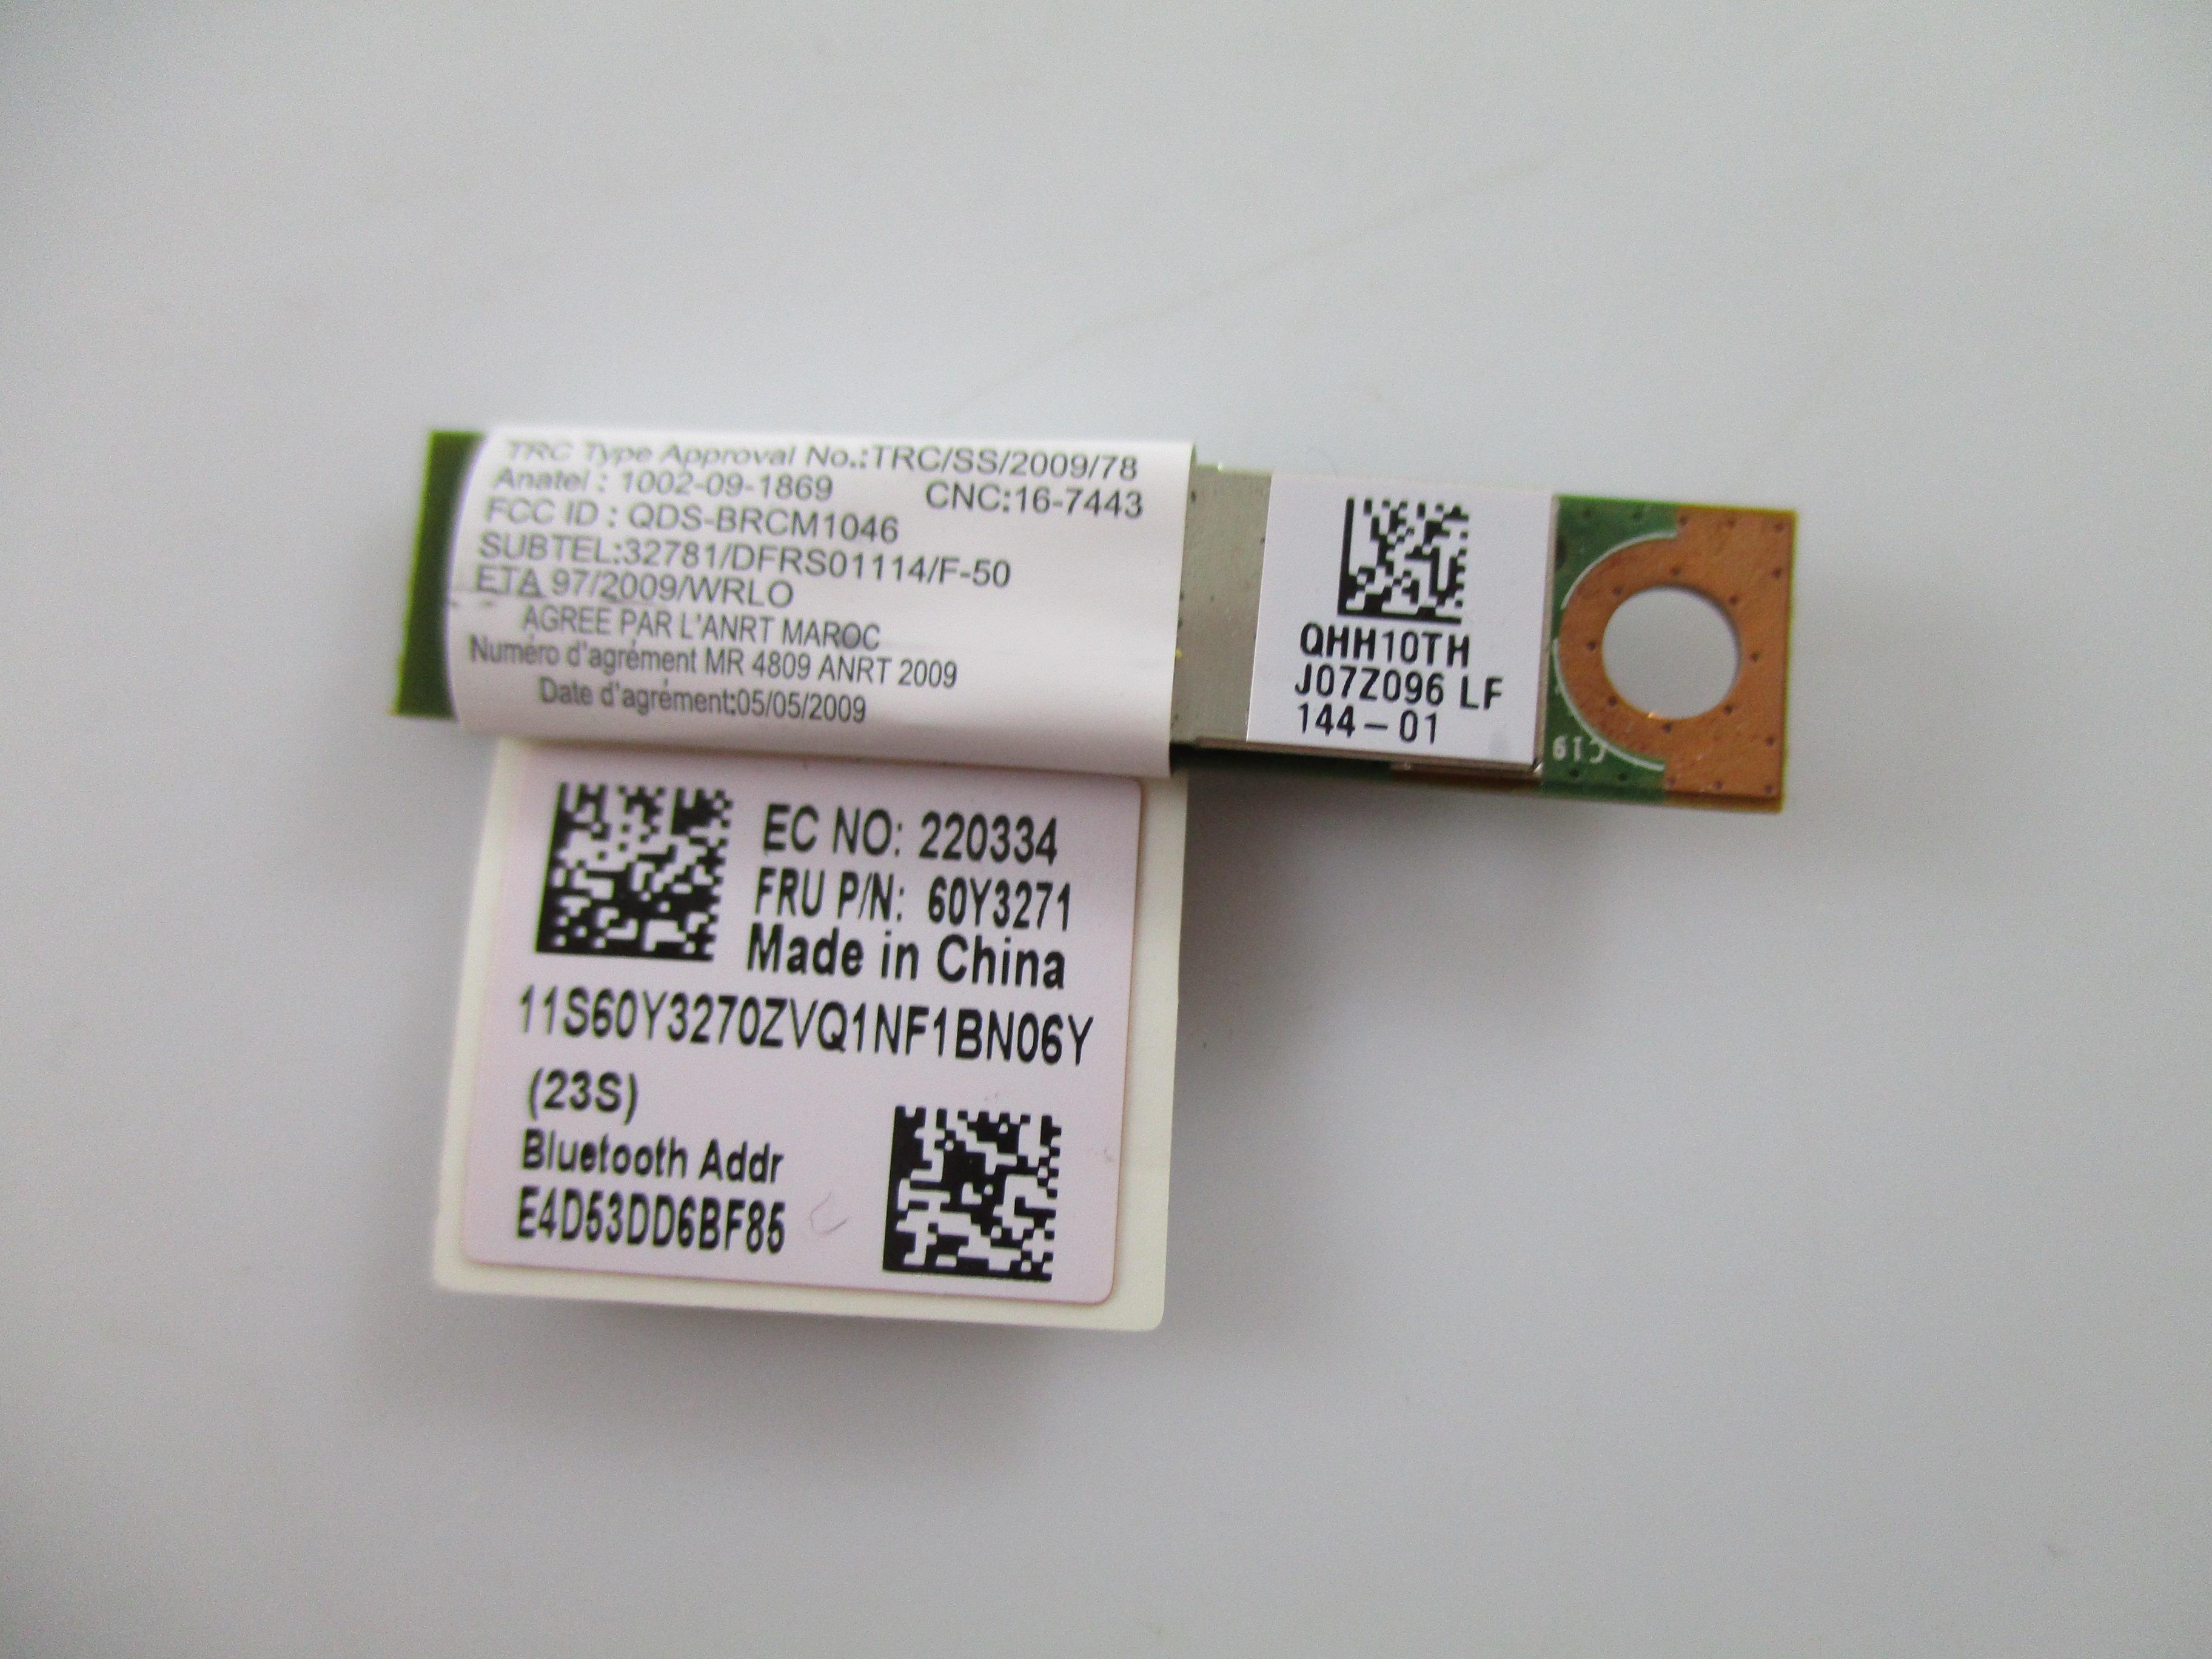 TRC Type Approval No.:TRC/SS/2009/78
Anatel : 1002-09-1869 CNC:16-7443
FCC ID : QDS-BRCM1046
SUBTEL:32781/DFRS01114/F-50
ETA 97/2009/WRLO
AGREE PAR L'ANRT MAROC
Numéro d'agrément MR 4809 ANRT 2009
Date d'agrément:05/05/2009
QHH10TH
J07Z096 LF
144-01
C19
EC NO: 220334
FRU P/N: 60Y3271
Made in China
11S60Y3270ZVQ1NF1BN06Y
(23S)
Bluetooth Addr
E4D53DD6BF85